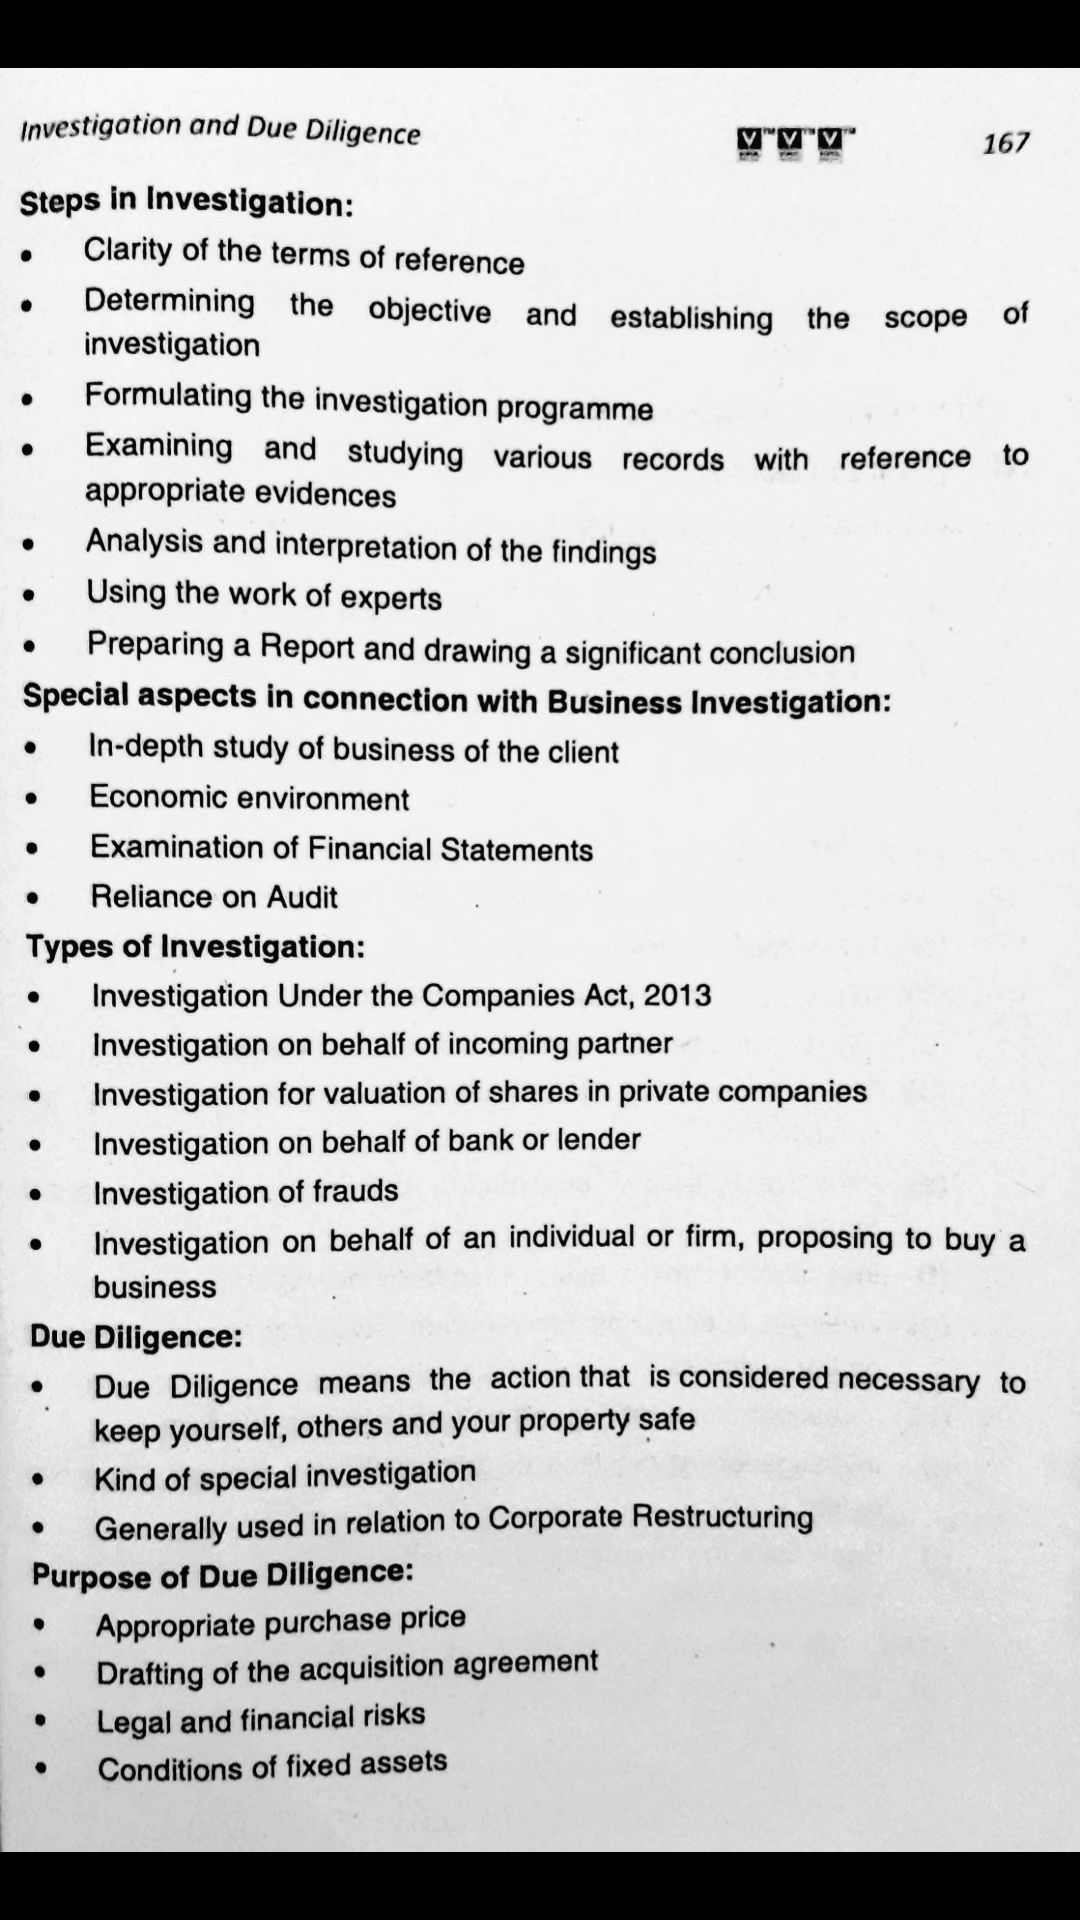 Investigation and Due Diligence V™V™V™ 167
Steps in Investigation:
• Clarity of the terms of reference
• Determining the objective and establishing the scope of
investigation
• Formulating the investigation programme
• Examining and studying various records with reference to
appropriate evidences
• Analysis and interpretation of the findings
• Using the work of experts
• Preparing a Report and drawing a significant conclusion
Special aspects in connection with Business Investigation:
• In-depth study of business of the client
• Economic environment
• Examination of Financial Statements
• Reliance on Audit
Types of Investigation:
• Investigation Under the Companies Act, 2013
• Investigation on behalf of incoming partner
• Investigation for valuation of shares in private companies
• Investigation on behalf of bank or lender
• Investigation of frauds
• Investigation on behalf of an individual or firm, proposing to buy a
business
Due Diligence:
• Due Diligence means the action that is considered necessary to
keep yourself, others and your property safe
• Kind of special investigation
• Generally used in relation to Corporate Restructuring
Purpose of Due Diligence:
• Appropriate purchase price
• Drafting of the acquisition agreement
• Legal and financial risks
• Conditions of fixed assets